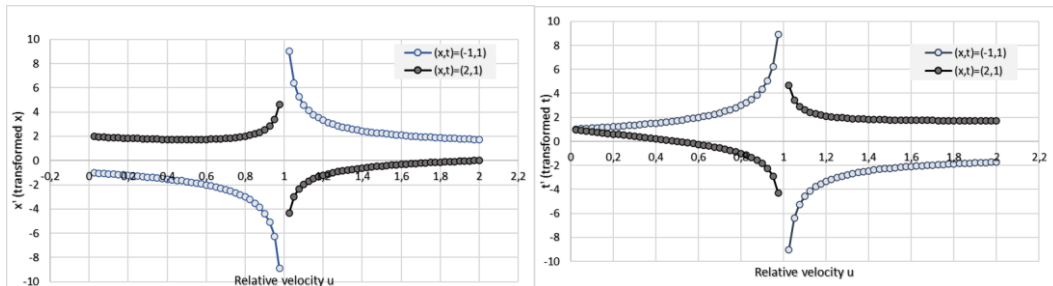 10
8
6
4
2
0
-2
-4
-6
-8
-10
-0,2 0 0,2 0,4 0,6 0,8 1 1,2 1,4 1,6 1,8 2 2,2
x' (transformed x)
Relative velocity u
(x,t)=(-1,1)
(x,t)=(2,1)
10
8
6
4
2
0
-2
-4
-6
-8
-10
0 0,2 0,4 0,6 0,8 1 1,2 1,4 1,6 1,8 2 2,2
t' (transformed t)
Relative velocity u
(x,t)=(-1,1)
(x,t)=(2,1)